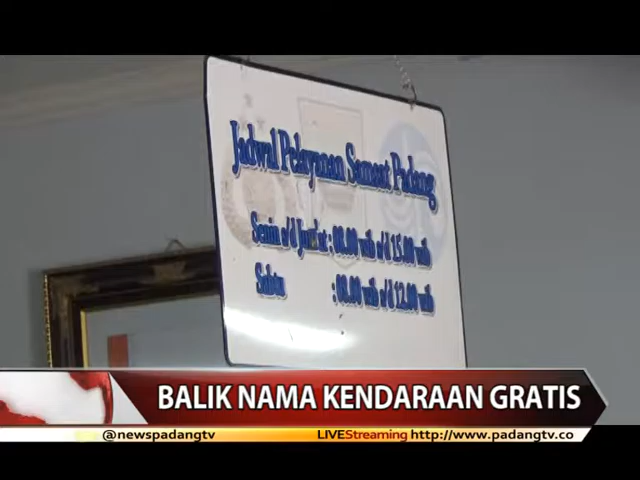 Jadwal Pelayanan Samsat Padang
Senin s/d Jum'at : 08.00 wib s/d 15.00 wib
Sabtu : 08.00 wib s/d 12.00 wib
BALIK NAMA KENDARAAN GRATIS
@newspadangtv LIVEStreaming http://www.padangtv.co